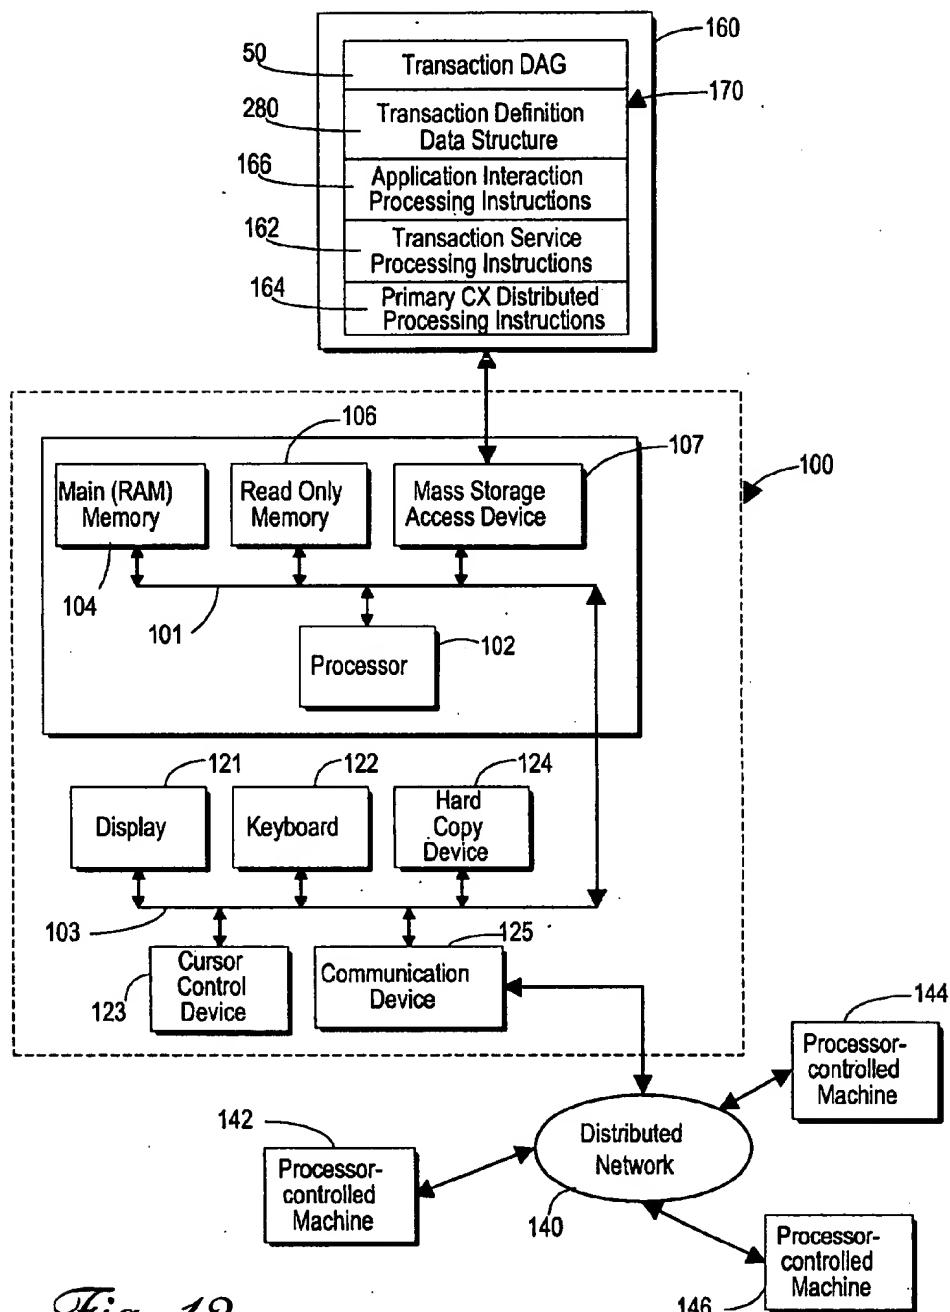 160
50
Transaction DAG
170
280
Transaction Definition
Data Structure
166
Application Interaction
Processing Instructions
162
Transaction Service
Processing Instructions
164
Primary CX Distributed
Processing Instructions
106
107
100
Main (RAM)
Memory
Read Only
Memory
Mass Storage
Access Device
104
101
102
Processor
121
122
124
Display
Keyboard
Hard
Copy
Device
103
125
Cursor
Control
Device
123
Communication
Device
144
Processor-
controlled
Machine
142
Distributed
Network
Processor-
controlled
Machine
140
Processor-
controlled
Machine
146